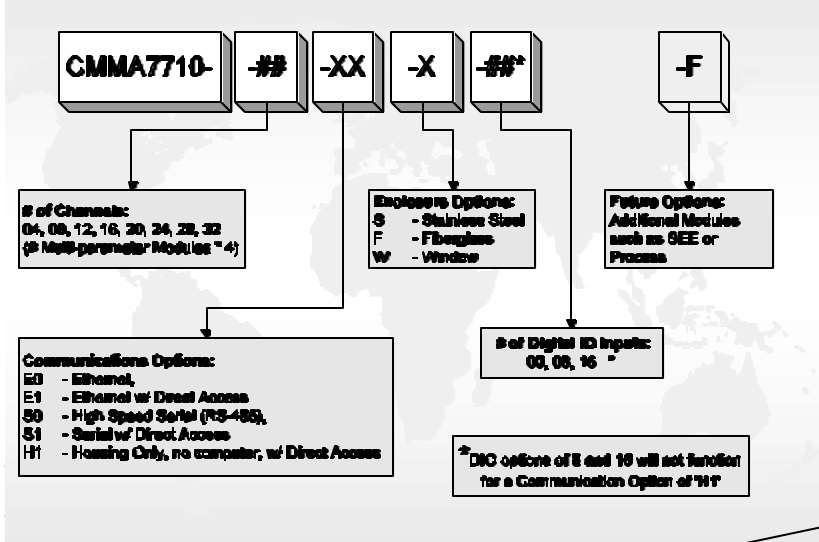 CMMA7710-
-##
-XX
-X
-##*
-F
# of Channels:
04, 08, 12, 16, 20, 24, 28, 32
(# Multi-parameter Modules * 4)
Enclosure Options:
S - Stainless Steel
F - Fiberglass
W - Window
Future Options:
Additional Modules
such as SEE or
Process
Communications Options:
E0 - Ethernet,
E1 - Ethernet w/ Direct Access
S0 - High Speed Serial (RS-485),
S1 - Serial w/ Direct Access
H1 - Housing Only, no computer, w/ Direct Access
# of Digital IO Inputs:
00, 08, 16 *
*DIO options of 8 and 16 will not function
for a Communication Option of "H1"